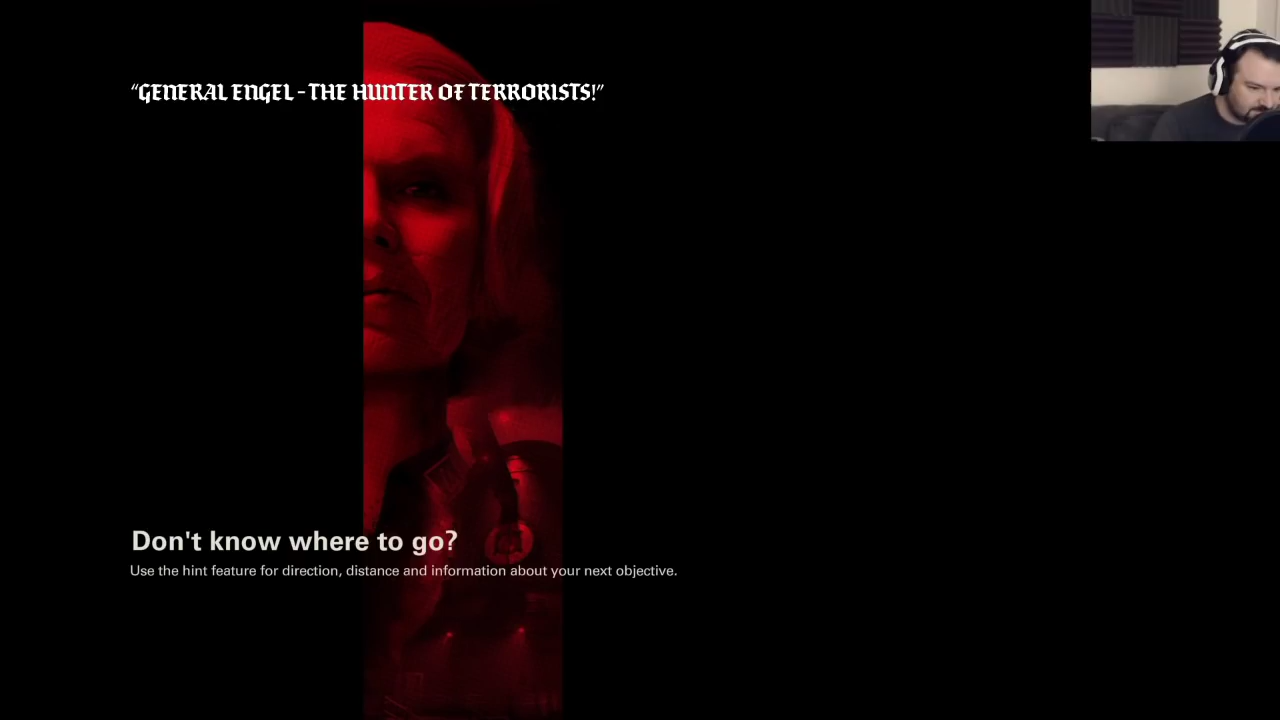 “GENERAL ENGEL - THE HUNTER OF TERRORISTS!”
Don't know where to go?
Use the hint feature for direction, distance and information about your next objective.